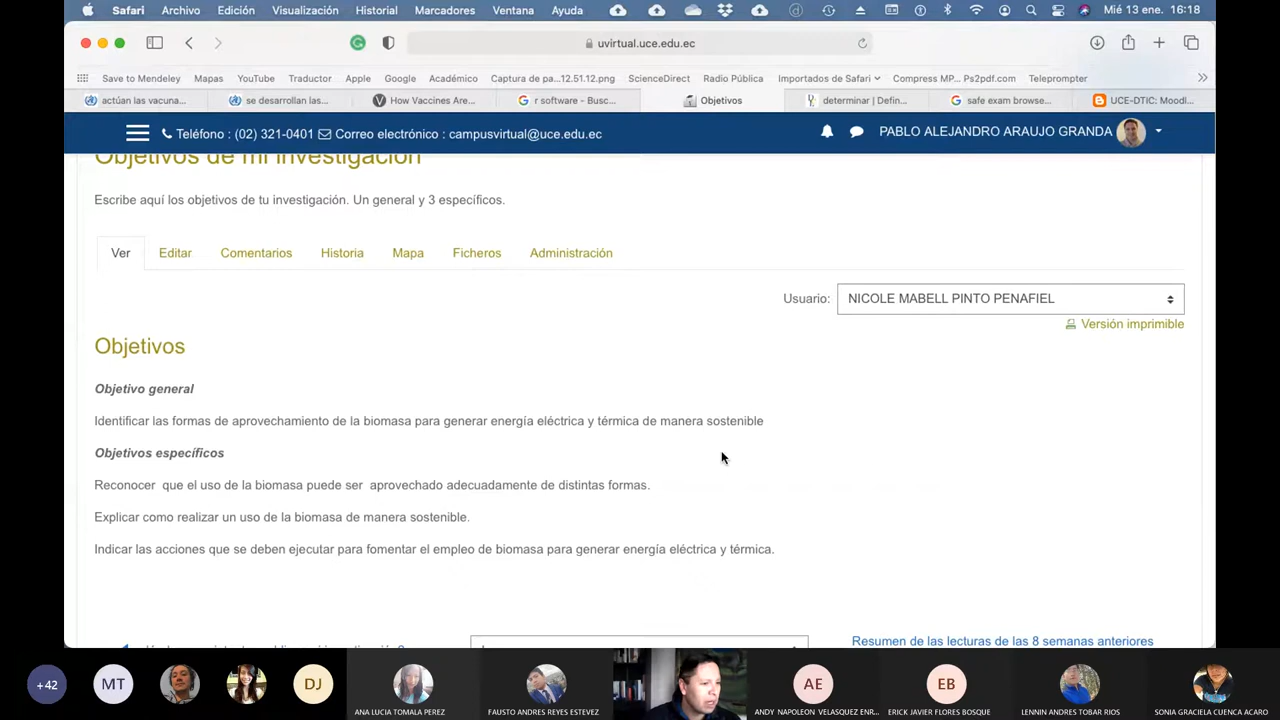 Safari Archivo Edición Visualización Historial Marcadores Ventana Ayuda Mié 13 ene. 16:18
uvirtual.uce.edu.ec
Save to Mendeley Mapas YouTube Traductor Apple Google Académico Captura de pa...12.51.12.png ScienceDirect Radio Pública Importados de Safari Compress MP... Ps2pdf.com Teleprompter
actúan las vacuna... se desarrollan las... How Vaccines Are... r software - Busc... Objetivos determinar | Defin... safe exam browse... UCE-DTIC: Moodl...
Teléfono : (02) 321-0401 Correo electrónico : campusvirtual@uce.edu.ec PABLO ALEJANDRO ARAUJO GRANDA
Objetivos de mi investigación
Escribe aquí los objetivos de tu investigación. Un general y 3 específicos.
Ver Editar Comentarios Historia Mapa Ficheros Administración
Usuario: NICOLE MABELL PINTO PENAFIEL
Versión imprimible
Objetivos
Objetivo general
Identificar las formas de aprovechamiento de la biomasa para generar energía eléctrica y térmica de manera sostenible
Objetivos específicos
Reconocer que el uso de la biomasa puede ser aprovechado adecuadamente de distintas formas.
Explicar como realizar un uso de la biomasa de manera sostenible.
Indicar las acciones que se deben ejecutar para fomentar el empleo de biomasa para generar energía eléctrica y térmica.
Resumen de las lecturas de las 8 semanas anteriores
+42 MT DJ AE EB
ANA LUCIA TOMALA PEREZ FAUSTO ANDRES REYES ESTEVEZ ANDY NAPOLEON VELASQUEZ ENR... ERICK JAVIER FLORES BOSQUE LENNIN ANDRES TOBAR RIOS SONIA GRACIELA CUENCA ACARO